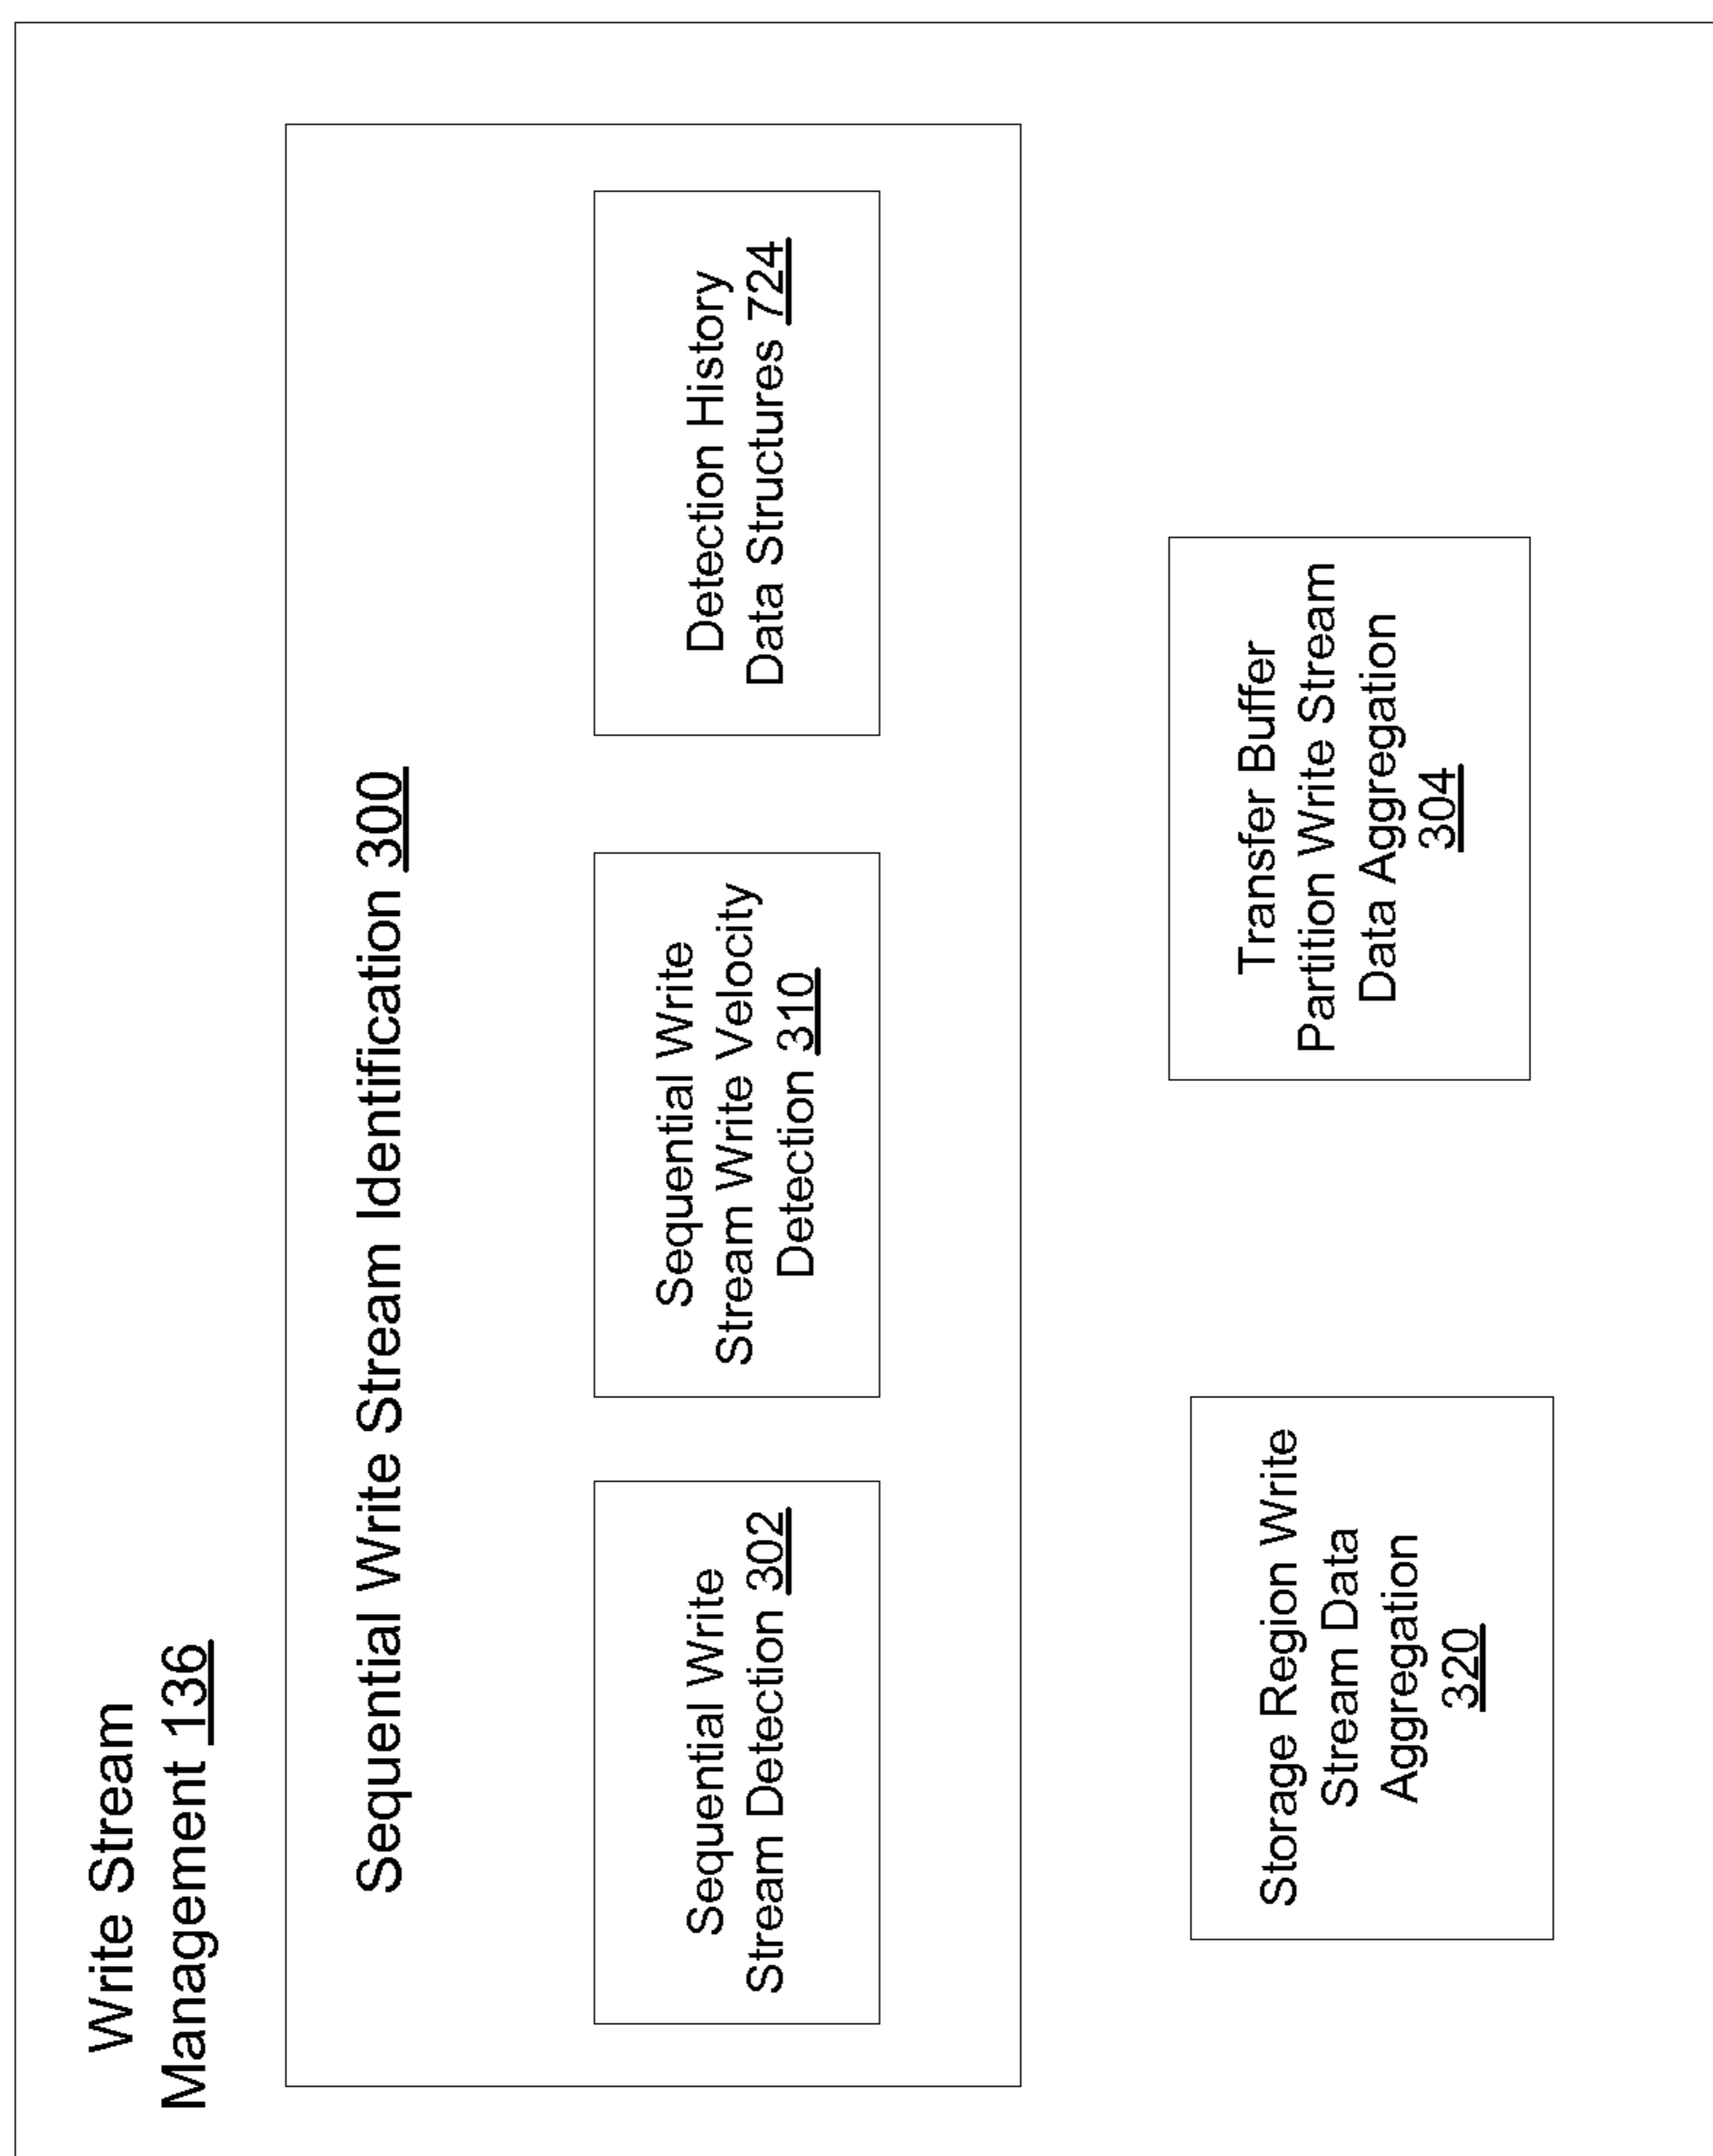 Write Stream
Management 136
Sequential Write Stream Identification 300
Sequential Write
Stream Detection 302
Sequential Write
Stream Write Velocity
Detection 310
Detection History
Data Structures 724
Storage Region Write
Stream Data
Aggregation
320
Transfer Buffer
Partition Write Stream
Data Aggregation
304